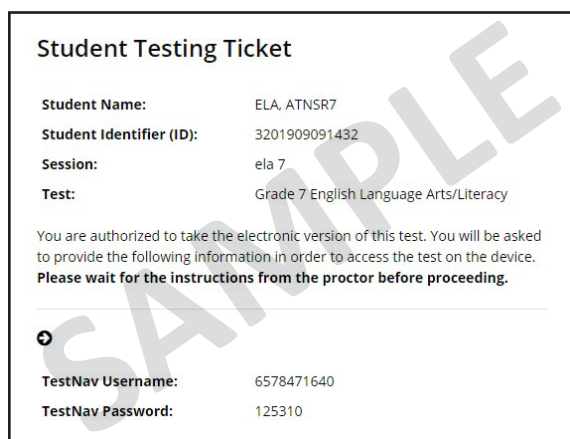 Student Testing Ticket
Student Name: ELA, ATNSR7
Student Identifier (ID): 3201909091432
Session: ela 7
Test: Grade 7 English Language Arts/Literacy
You are authorized to take the electronic version of this test. You will be asked
to provide the following information in order to access the test on the device.
Please wait for the instructions from the proctor before proceeding.
TestNav Username: 6578471640
TestNav Password: 125310
SAMPLE